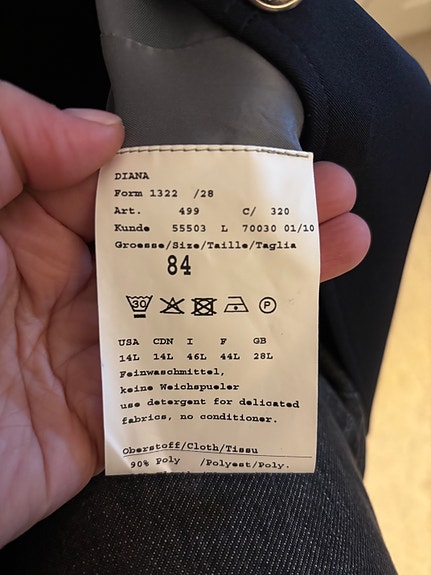 DIANA
Form 1322 /28
Art. 499 C/ 320
Kunde 55503 L 70030 01/10
Groesse/Size/Taille/Taglia
84
30 P
USA CDN I F GB
14L 14L 46L 44L 28L
Feinwaschmittel,
keine Weichspueler
use detergent for delicated
fabrics, no conditioner.
Oberstoff/Cloth/Tissu
90% Poly /Polyest/Poly.